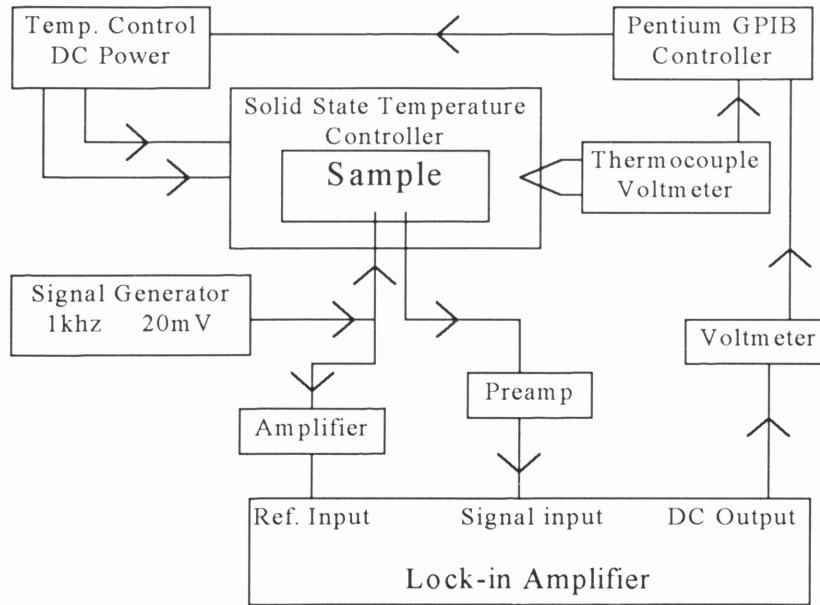 Temp. Control
DC Power
Pentium GPIB
Controller
Solid State Temperature
Controller
Sample
Thermocouple
Voltmeter
Signal Generator
1khz 20mV
Voltmeter
Preamp
Amplifier
Ref. Input Signal input DC Output
Lock-in Amplifier